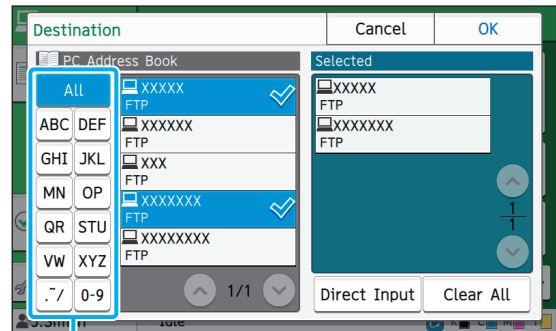 Destination
Cancel
OK
PC Address Book
Selected
All
ABC DEF
GHI JKL
MN OP
QR STU
VW XYZ
.˜/ 0-9
XXXXX
FTP
XXXXXX
FTP
XXX
FTP
XXXXXXX
FTP
XXXXXXXX
FTP
1/1
XXXXX
FTP
XXXXXXX
FTP
1
1
Direct Input
Clear All
Idle